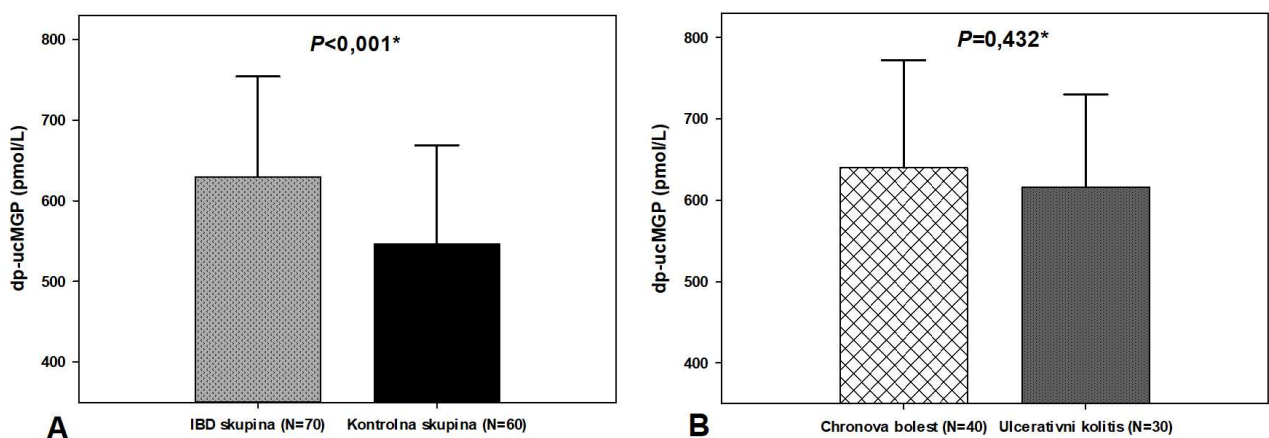 P<0,001*
800
700
600
500
400
dp-ucMGP (pmol/L)
IBD skupina (N=70) Kontrolna skupina (N=60)
A
P=0,432*
800
700
600
500
400
dp-ucMGP (pmol/L)
Chronova bolest (N=40) Ulcerativni kolitis (N=30)
B